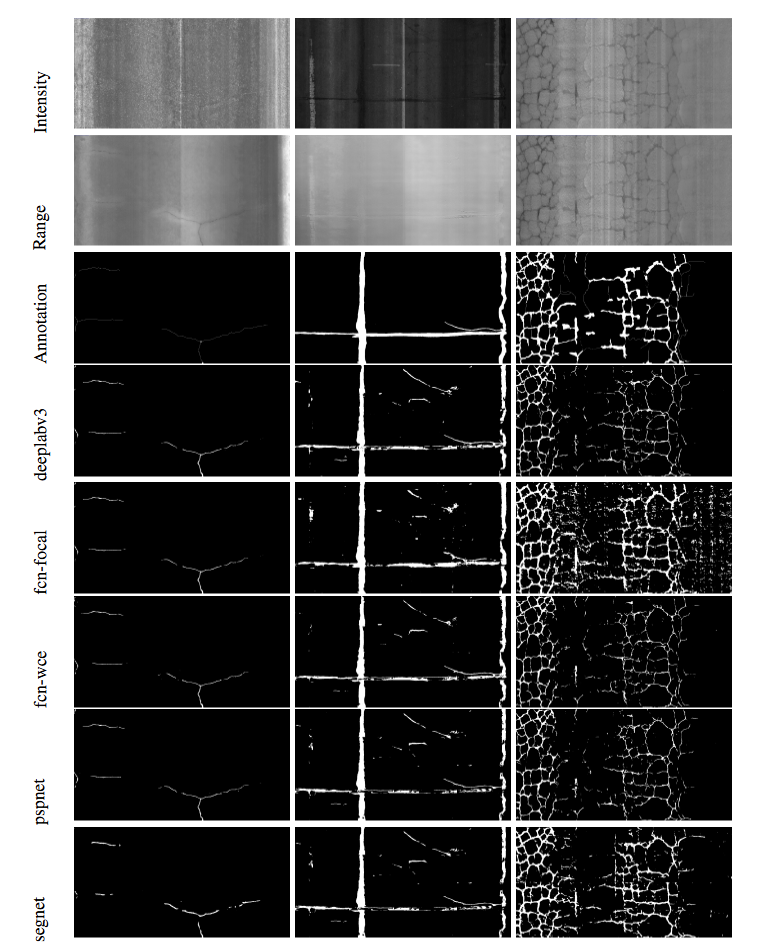 Intensity
Range
Annotation
deeplabv3
fcn-focal
fcn-wce
pspnet
segnet